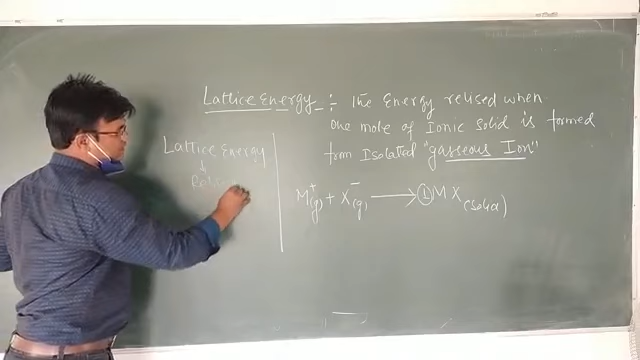 Lattice Energy :- The Energy relised when
one mole of Ionic solid is formed
from Isolated "gasseous Ion"
Lattice Energy
↓
M⁺(g) + X⁻(g) ⟶ ① MX(solid)